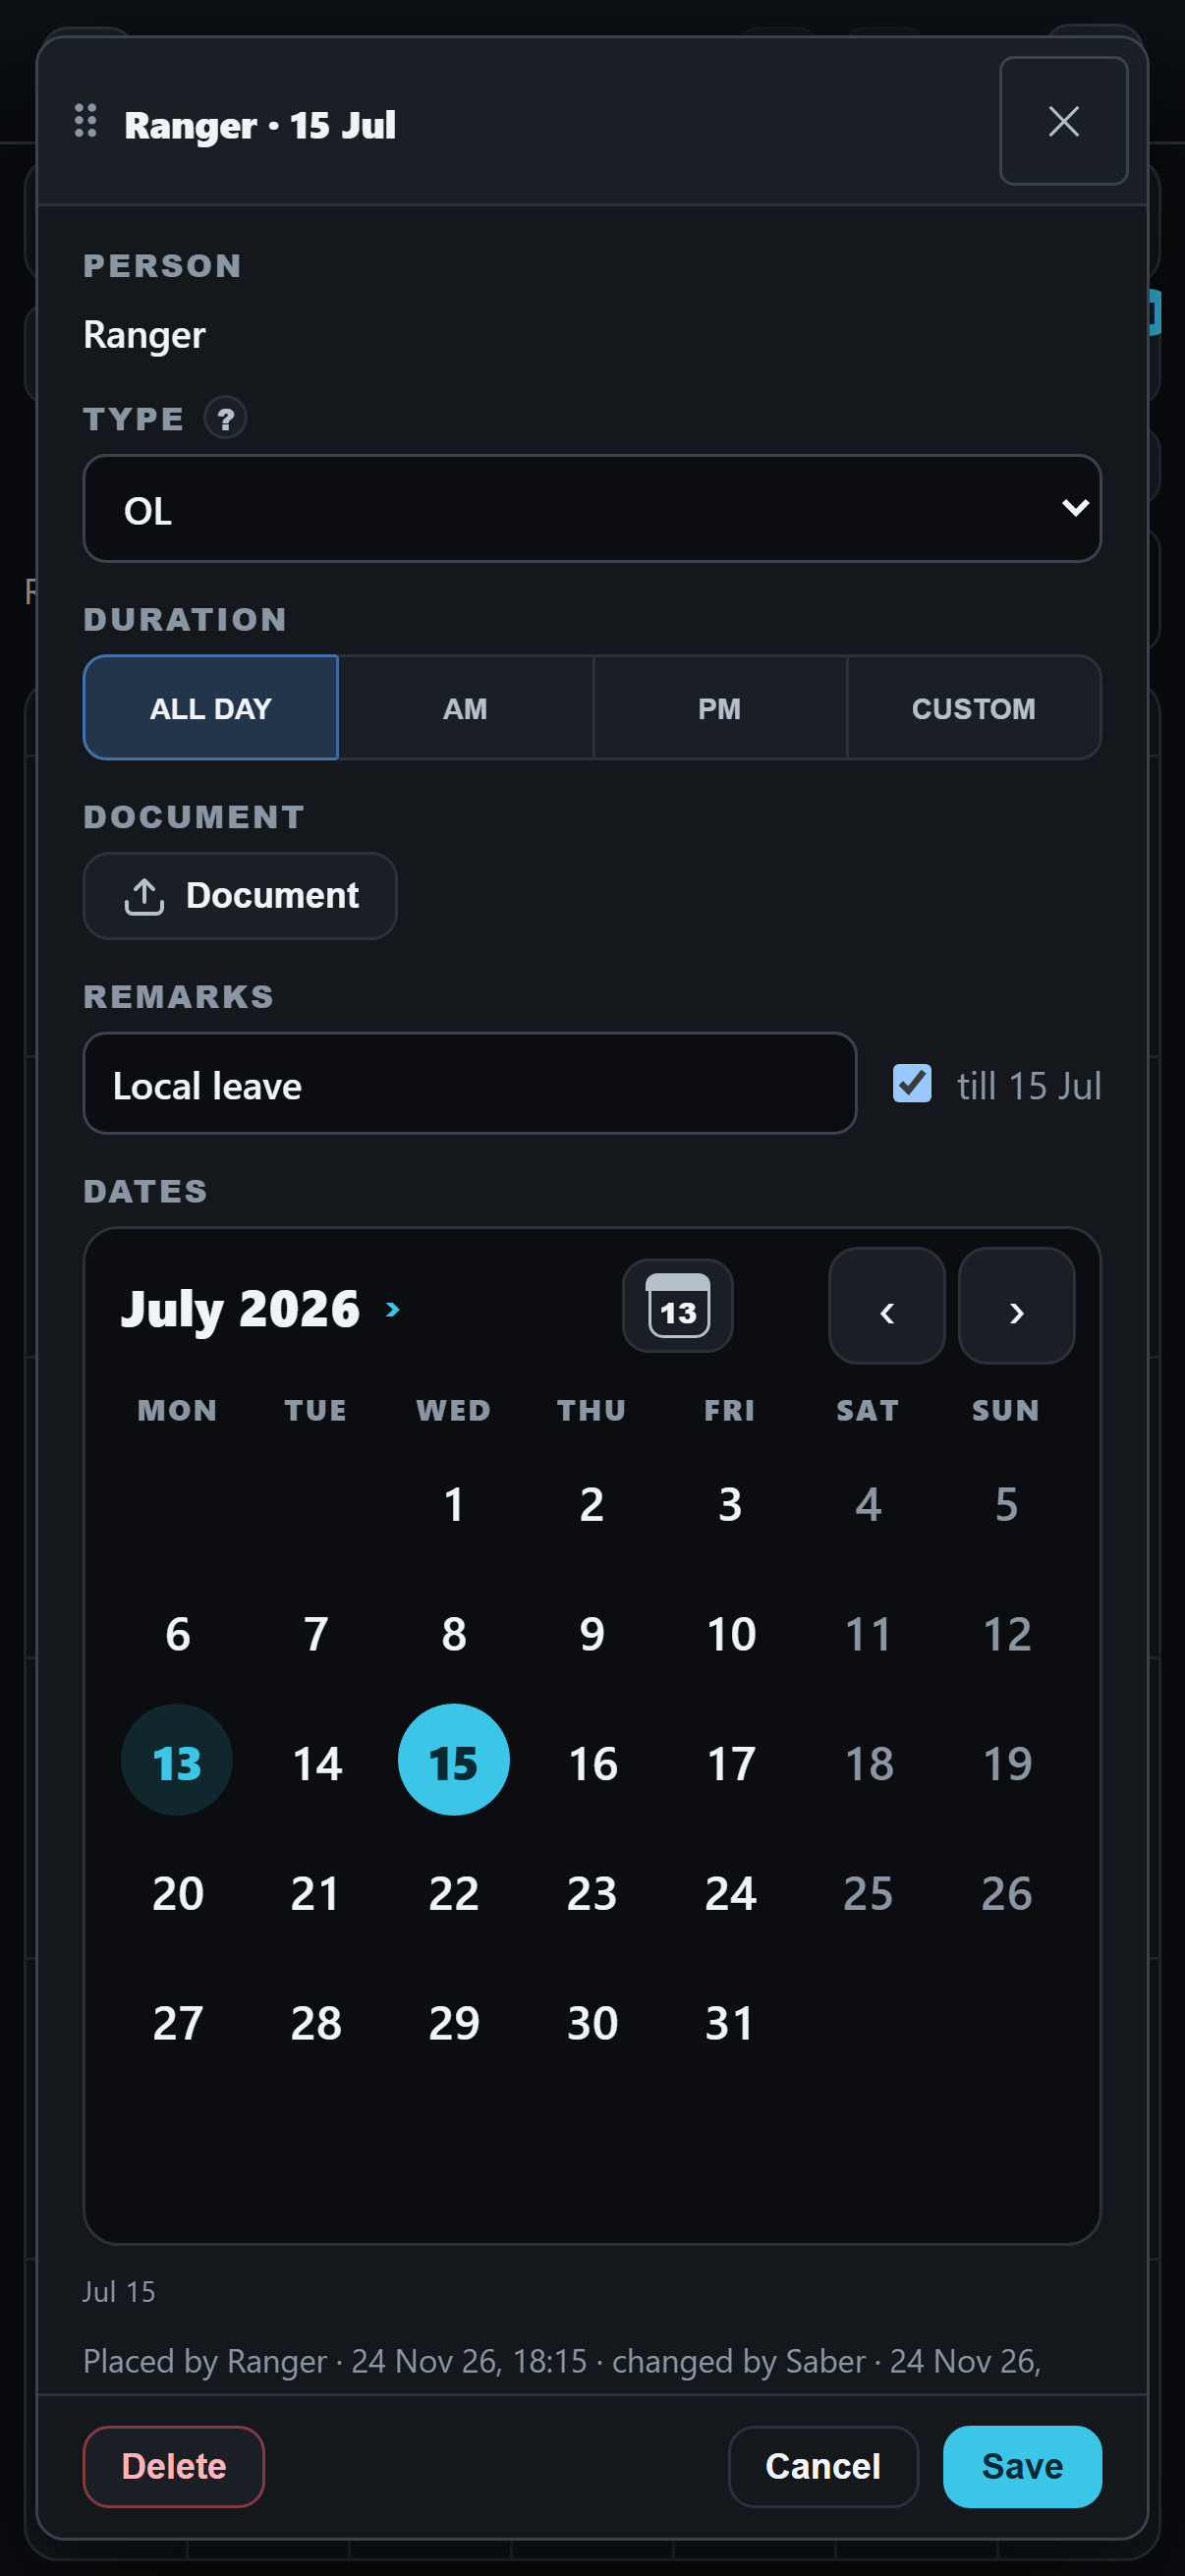 Ranger · 15 Jul
PERSON
Ranger
TYPE ?
OL
DURATION
ALL DAY AM PM CUSTOM
DOCUMENT
Document
REMARKS
Local leave till 15 Jul
DATES
July 2026 › 13 ‹ ›
MON TUE WED THU FRI SAT SUN
1 2 3 4 5
6 7 8 9 10 11 12
13 14 15 16 17 18 19
20 21 22 23 24 25 26
27 28 29 30 31
Jul 15
Placed by Ranger · 24 Nov 26, 18:15 · changed by Saber · 24 Nov 26,
Delete Cancel Save